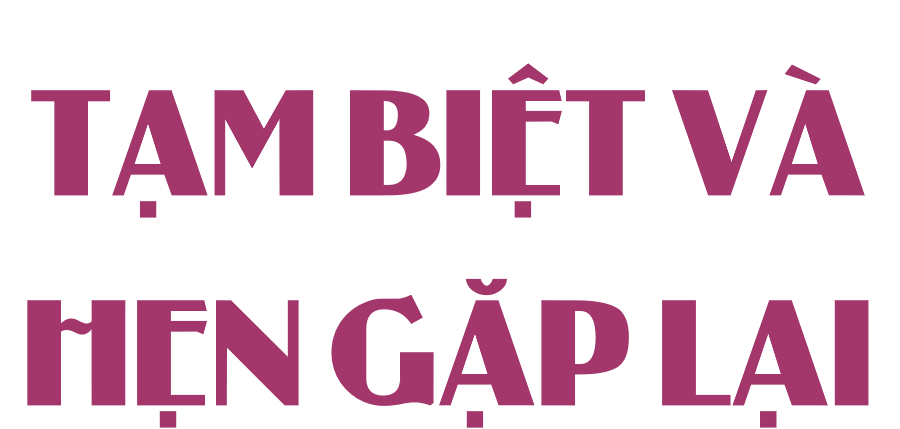 TẠM BIỆT VÀ
HẸN GẶP LẠI